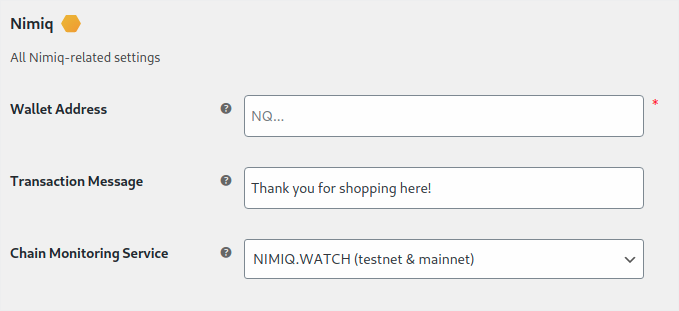 Nimiq
All Nimiq-related settings
Wallet Address ? NQ... *
Transaction Message ? Thank you for shopping here!
Chain Monitoring Service ? NIMIQ.WATCH (testnet & mainnet)